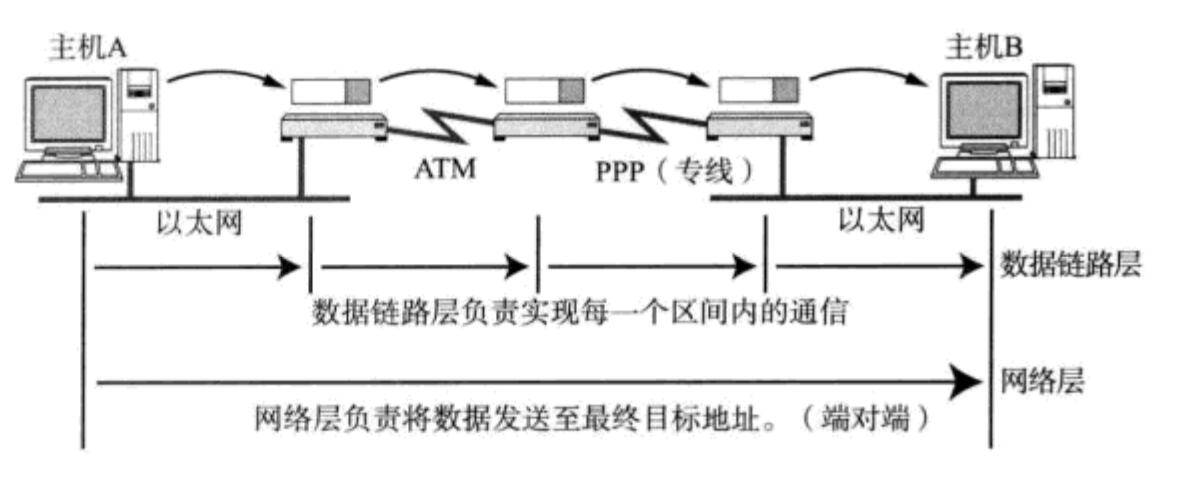 主机A
主机B
ATM
PPP（专线）
以太网
以太网
数据链路层
数据链路层负责实现每一个区间内的通信
网络层
网络层负责将数据发送至最终目标地址。（端对端）